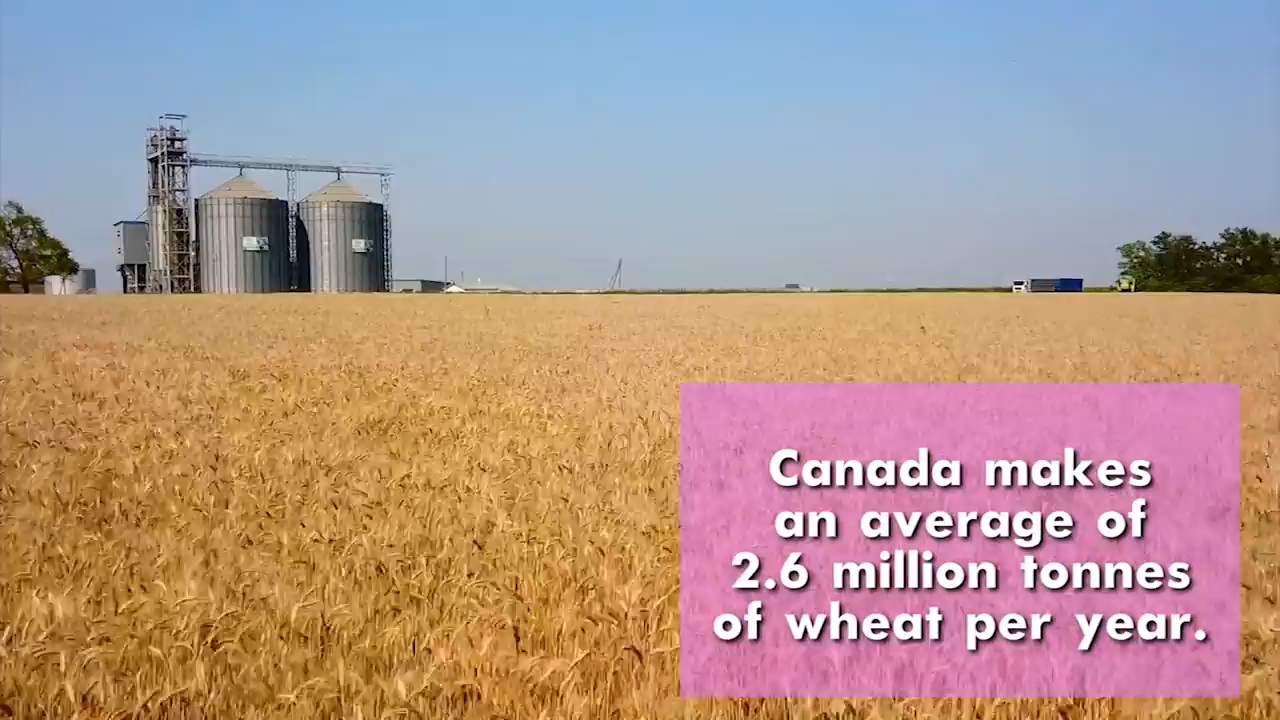 Canada makes
an average of
2.6 million tonnes
of wheat per year.